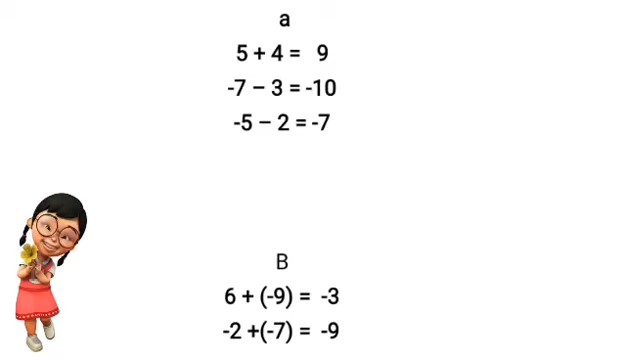 a
5 + 4 = 9
-7 – 3 = -10
-5 – 2 = -7
B
6 + (-9) = -3
-2 +(-7) = -9